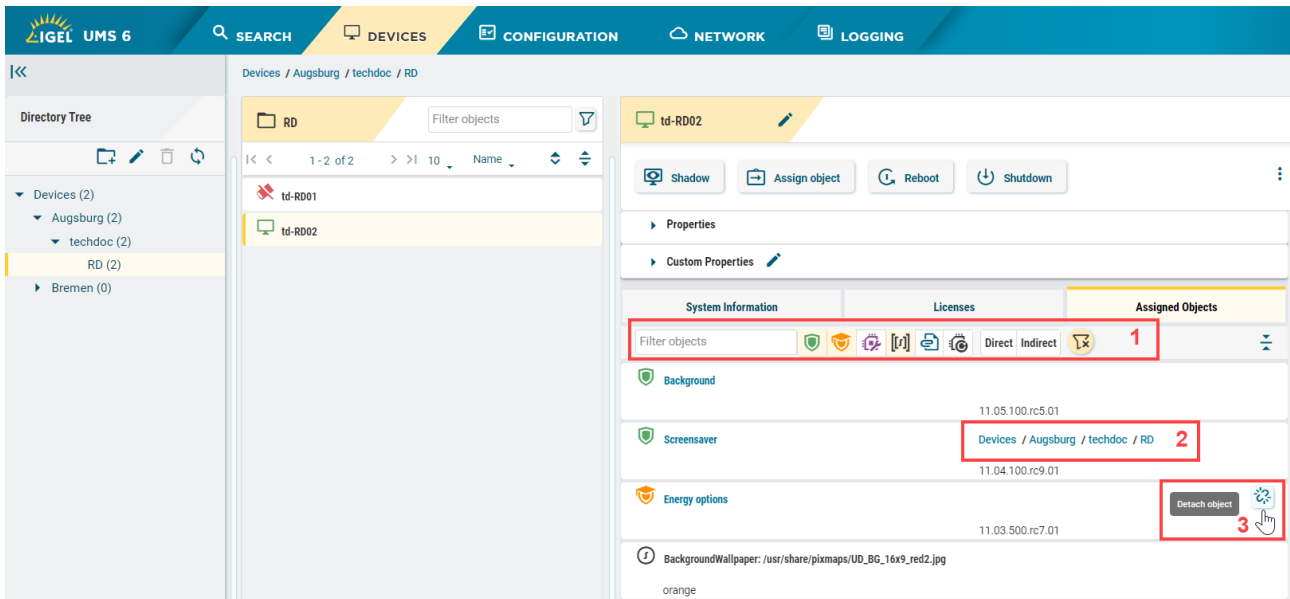 IGEL UMS 6 SEARCH DEVICES CONFIGURATION NETWORK LOGGING
Devices / Augsburg / techdoc / RD
Directory Tree
Devices (2)
Augsburg (2)
techdoc (2)
RD (2)
Bremen (0)
RD Filter objects
1 - 2 of 2 10 Name
td-RD01
td-RD02
td-RD02
Shadow Assign object Reboot Shutdown
Properties
Custom Properties
System Information Licenses Assigned Objects
Filter objects Direct Indirect 1
Background
11.05.100.rc5.01
Screensaver Devices / Augsburg / techdoc / RD 2
11.04.100.rc9.01
Energy options Detach object
11.03.500.rc7.01 3
BackgroundWallpaper: /usr/share/pixmaps/UD_BG_16x9_red2.jpg
orange